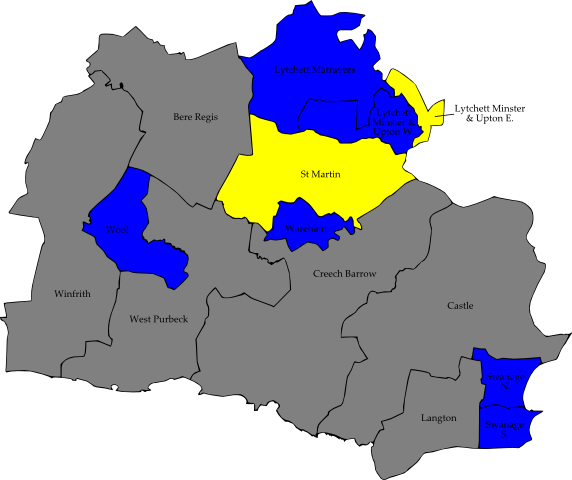 Lytchett Matravers
Bere Regis
Lytchett Minster
& Upton E.
Lytchett
Minster &
Upton W.
St Martin
Wool
Wareham
Creech Barrow
Winfrith
West Purbeck
Castle
Swanage
N.
Langton
Swanage
S.